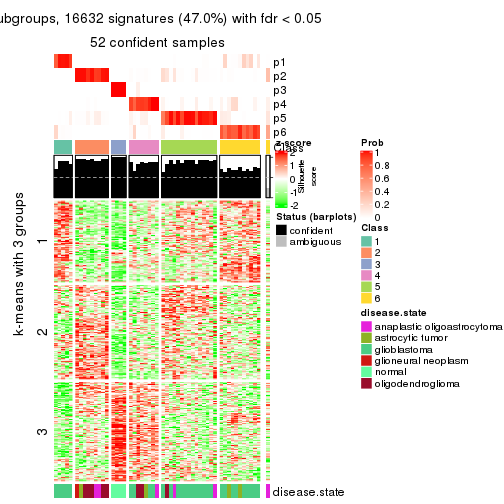 ubgroups, 16632 signatures (47.0%) with fdr < 0.05
52 confident samples
p1
p2
p3
p4
p5
p6
Class
z-score
2
1
0
-1
-2
Silhouette
score
Prob
1
0.8
0.6
0.4
0.2
0
Status (barplots)
confident
ambiguous
Class
1
2
3
4
5
6
disease.state
anaplastic oligoastrocytoma
astrocytic tumor
glioblastoma
glioneural neoplasm
normal
oligodendroglioma
k-means with 3 groups
1
2
3
disease.state